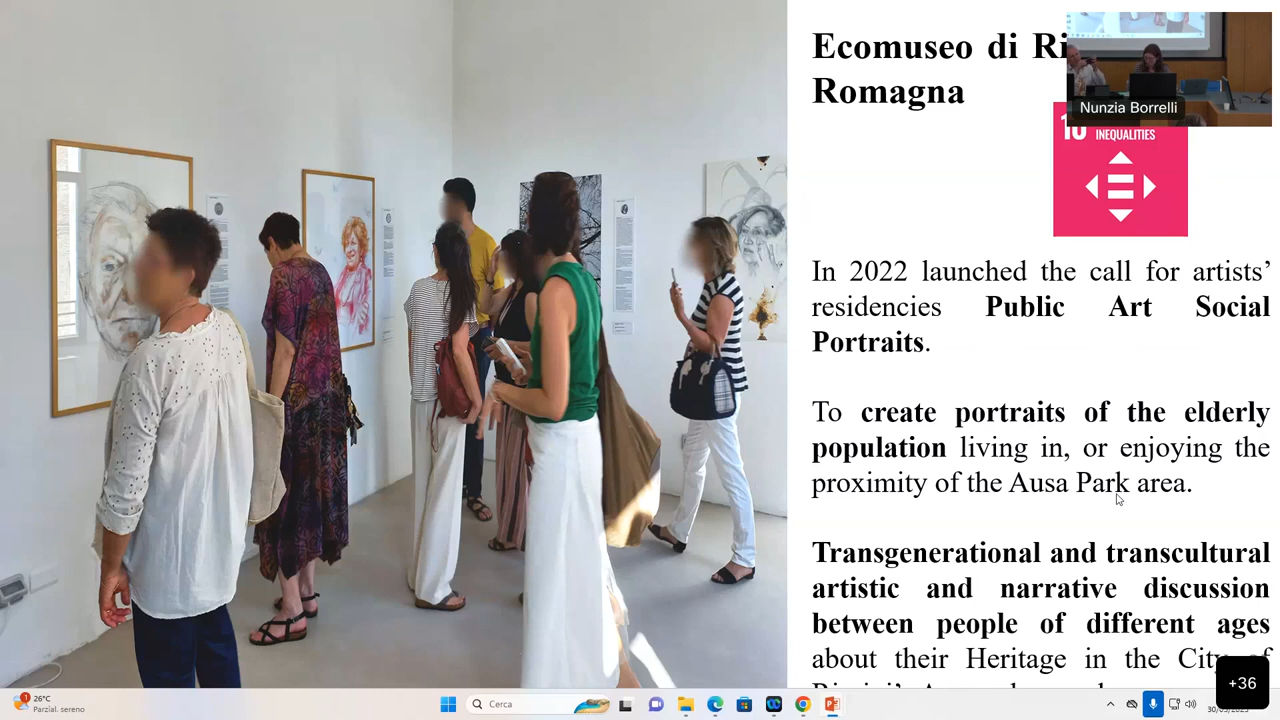 Ecomuseo di Ri
Romagna
Nunzia Borrelli
10
INEQUALITIES
In 2022 launched the call for artists’
residencies Public Art Social
Portraits.
To create portraits of the elderly
population living in, or enjoying the
proximity of the Ausa Park area.
Transgenerational and transcultural
artistic and narrative discussion
between people of different ages
about their Heritage in the City of
+36
1
26°C
Parzial. sereno
Cerca